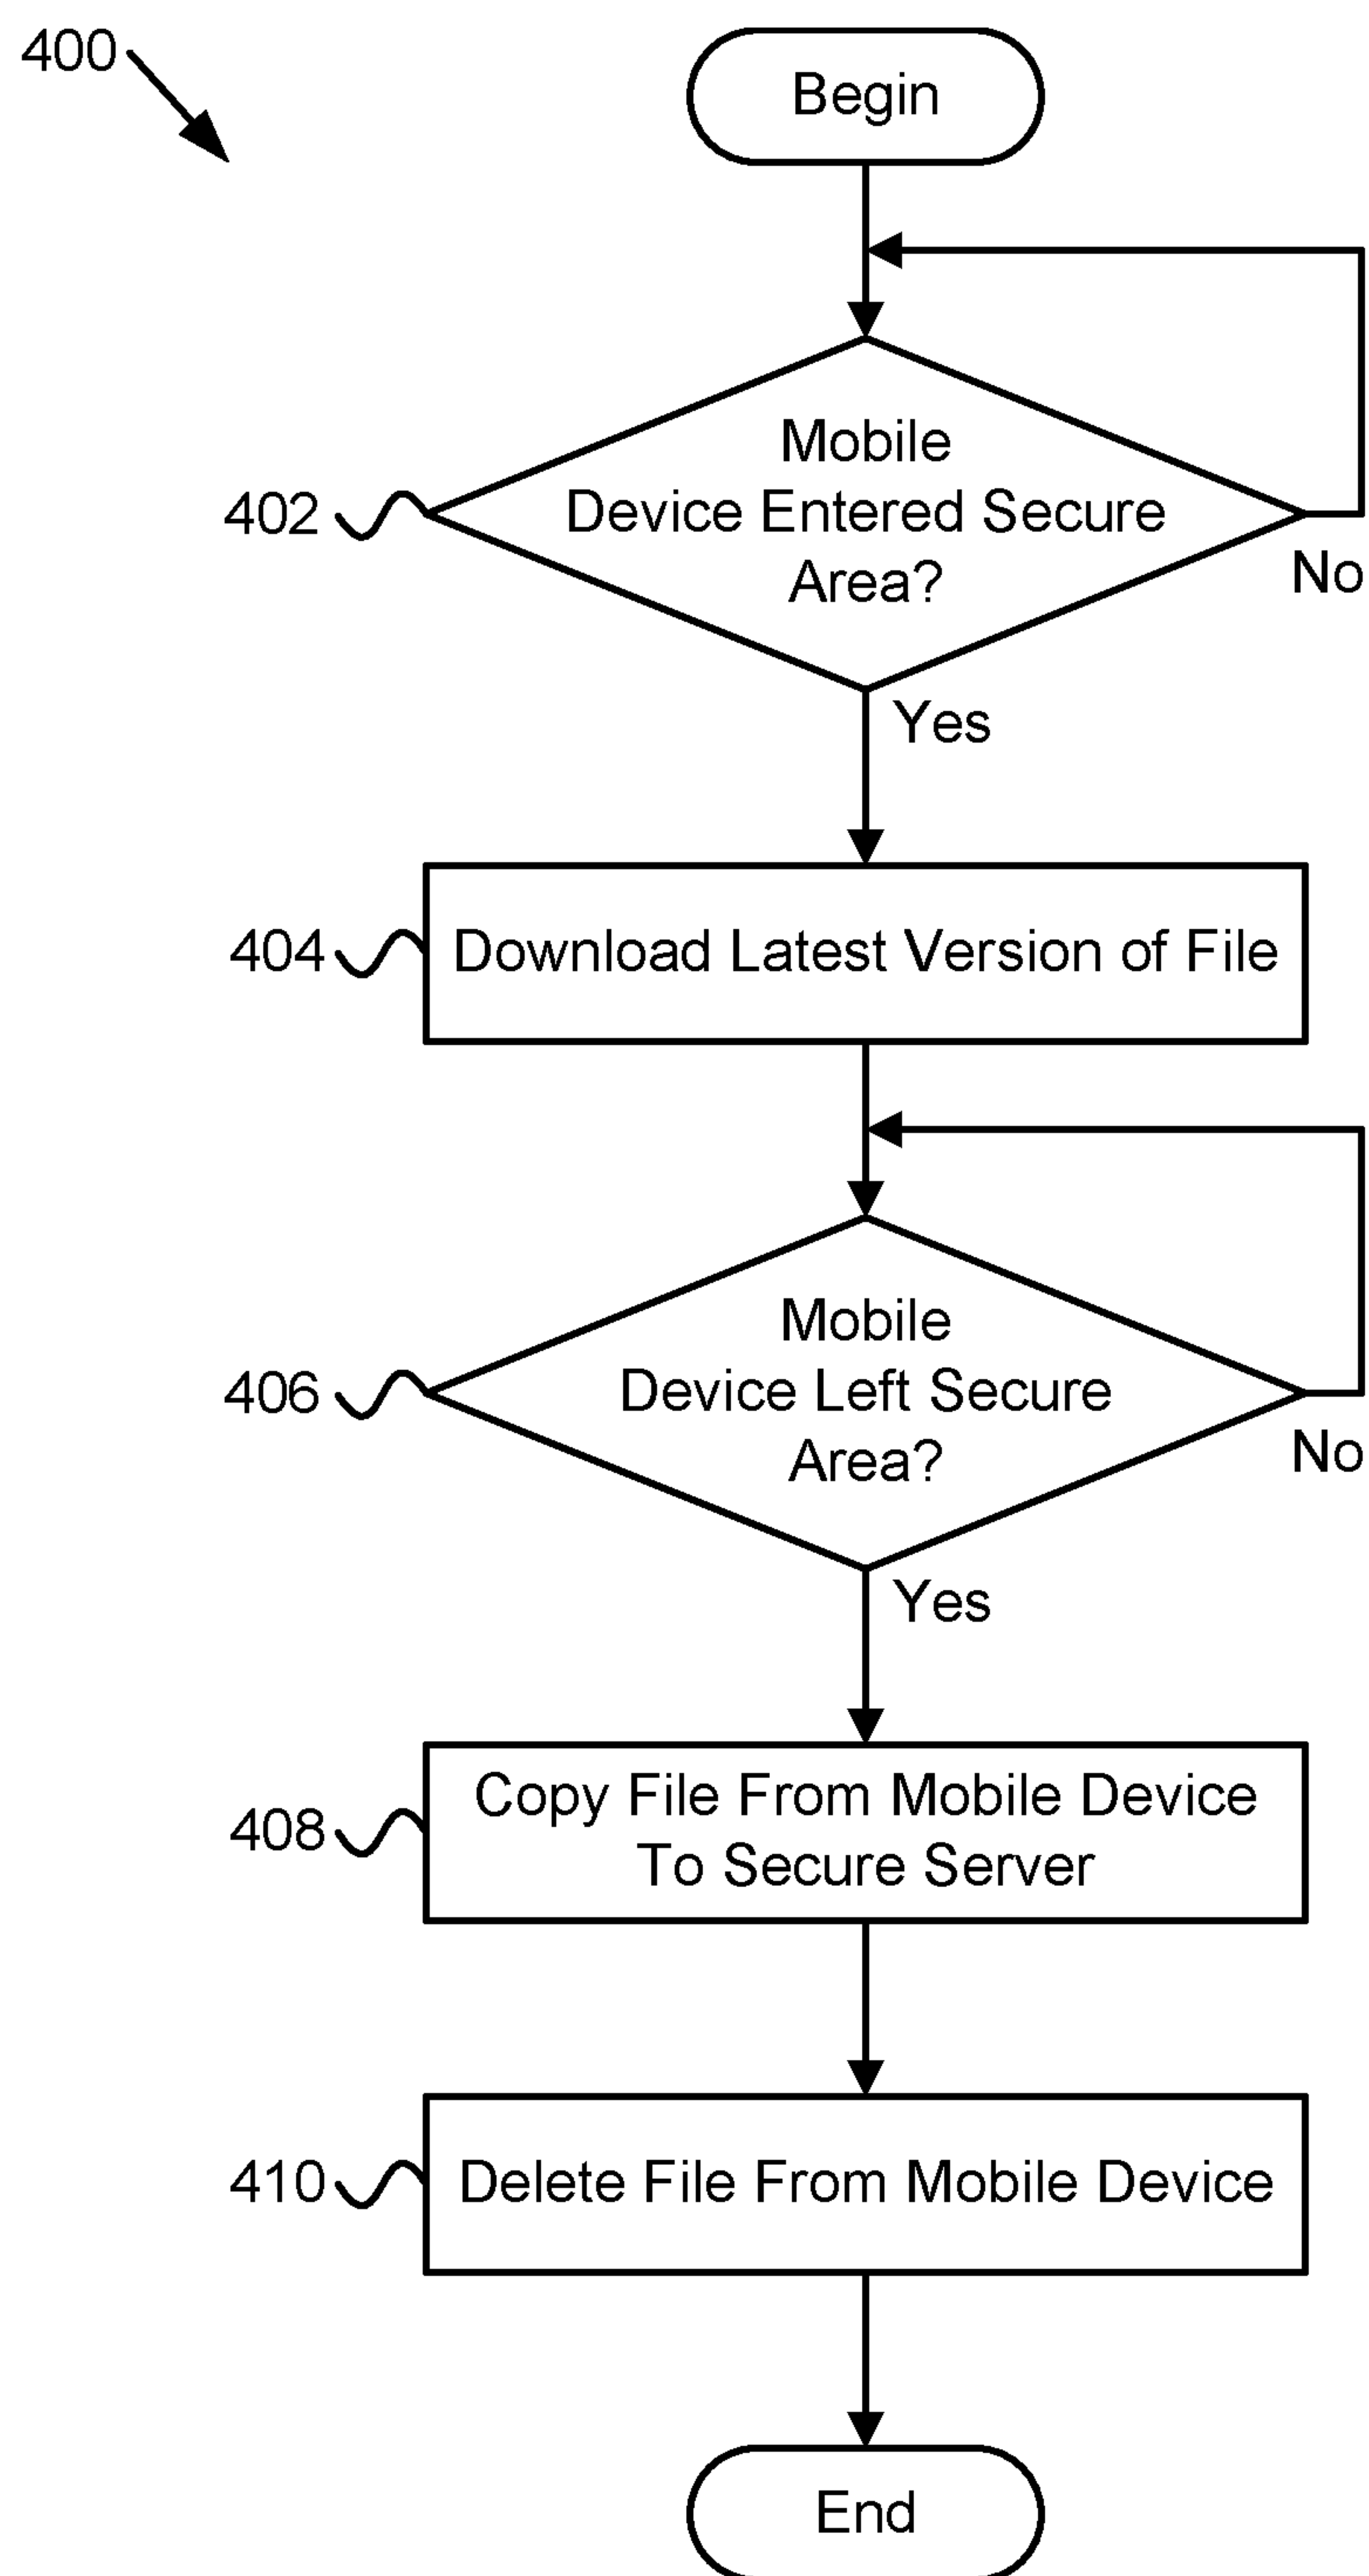 400
Begin
Mobile
Device Entered Secure
Area?
402
No
Yes
404
Download Latest Version of File
Mobile
Device Left Secure
Area?
406
No
Yes
Copy File From Mobile Device
To Secure Server
408
410
Delete File From Mobile Device
End